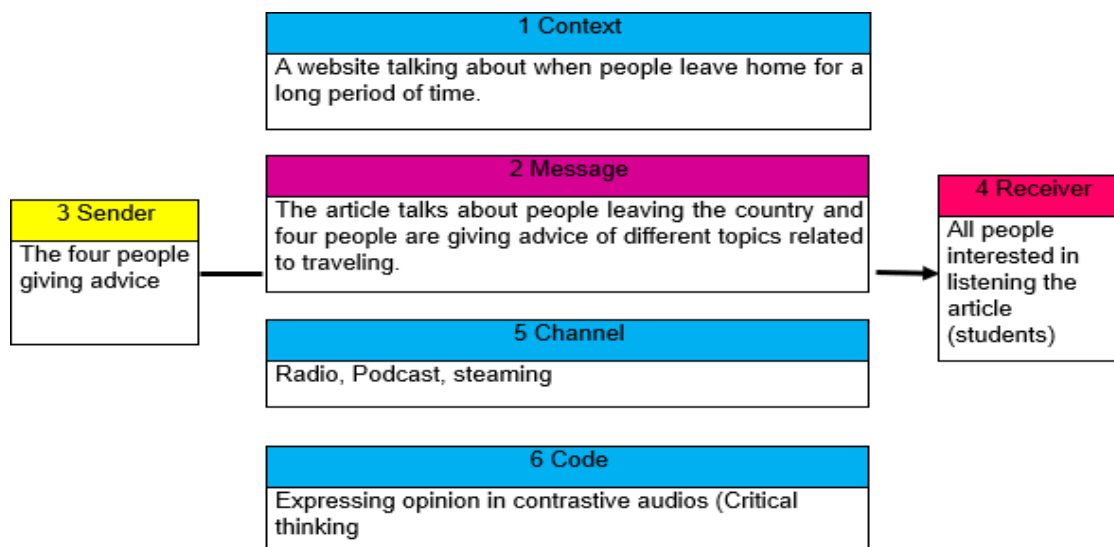 1 Context
A website talking about when people leave home for a
long period of time.
2 Message
The article talks about people leaving the country and
four people are giving advice of different topics related
to traveling.
3 Sender
The four people
giving advice
4 Receiver
All people
interested in
listening the
article
(students)
5 Channel
Radio, Podcast, steaming
6 Code
Expressing opinion in contrastive audios (Critical
thinking